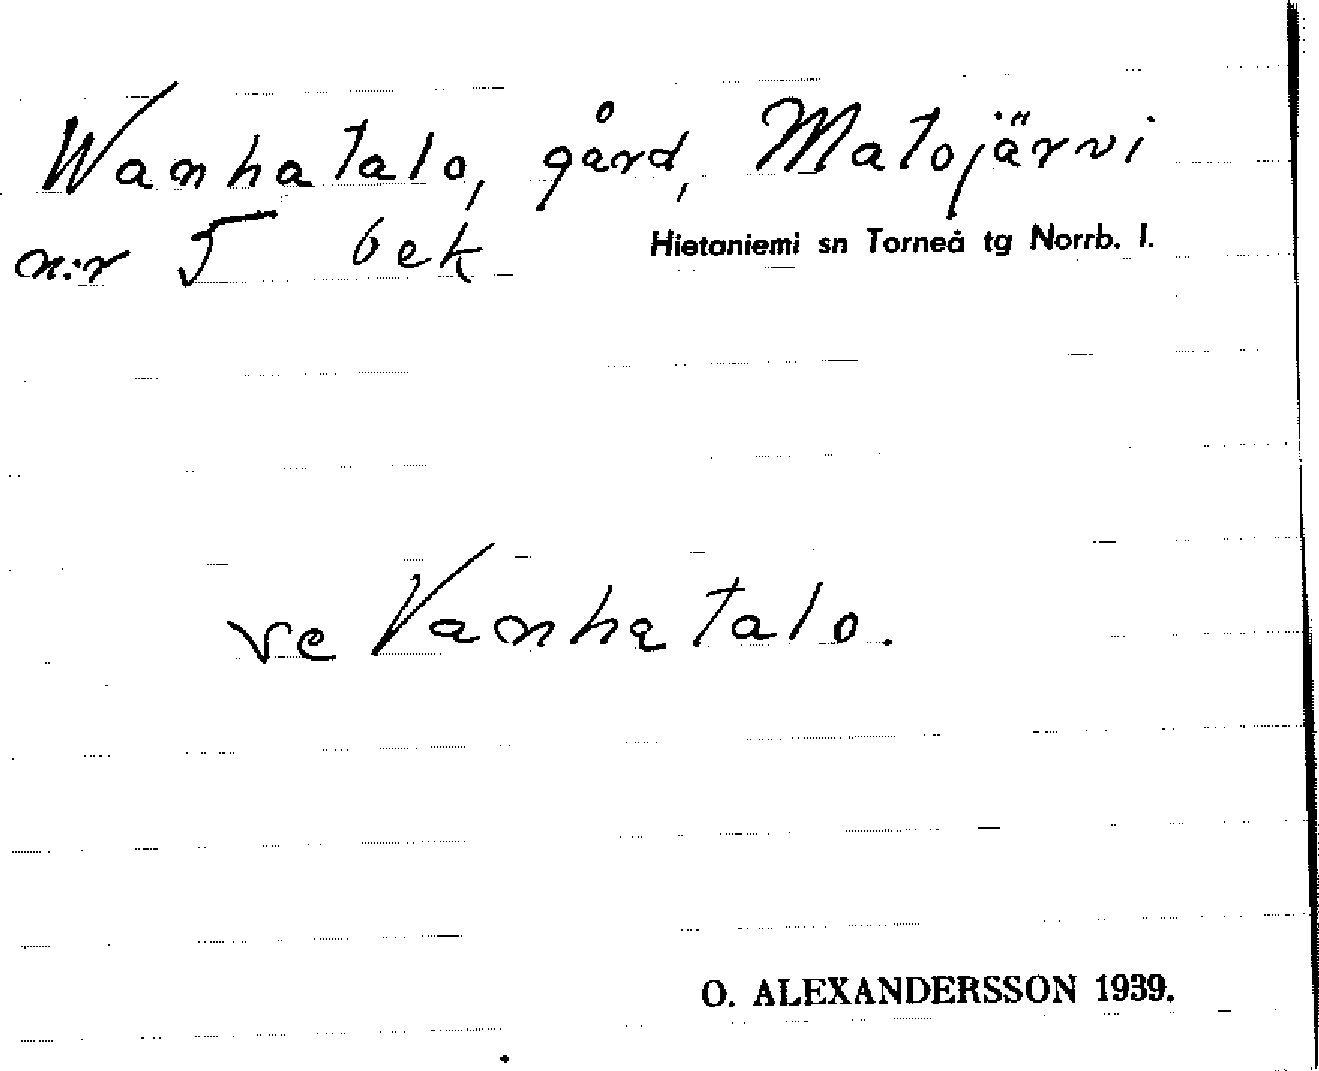 Wanhatalo, gård, Matojärvi
n:r 5 bek Hietaniemi sn Torneå tg Norrb. l.
ve Vanhatalo.
O. ALEXANDERSSON 1939.